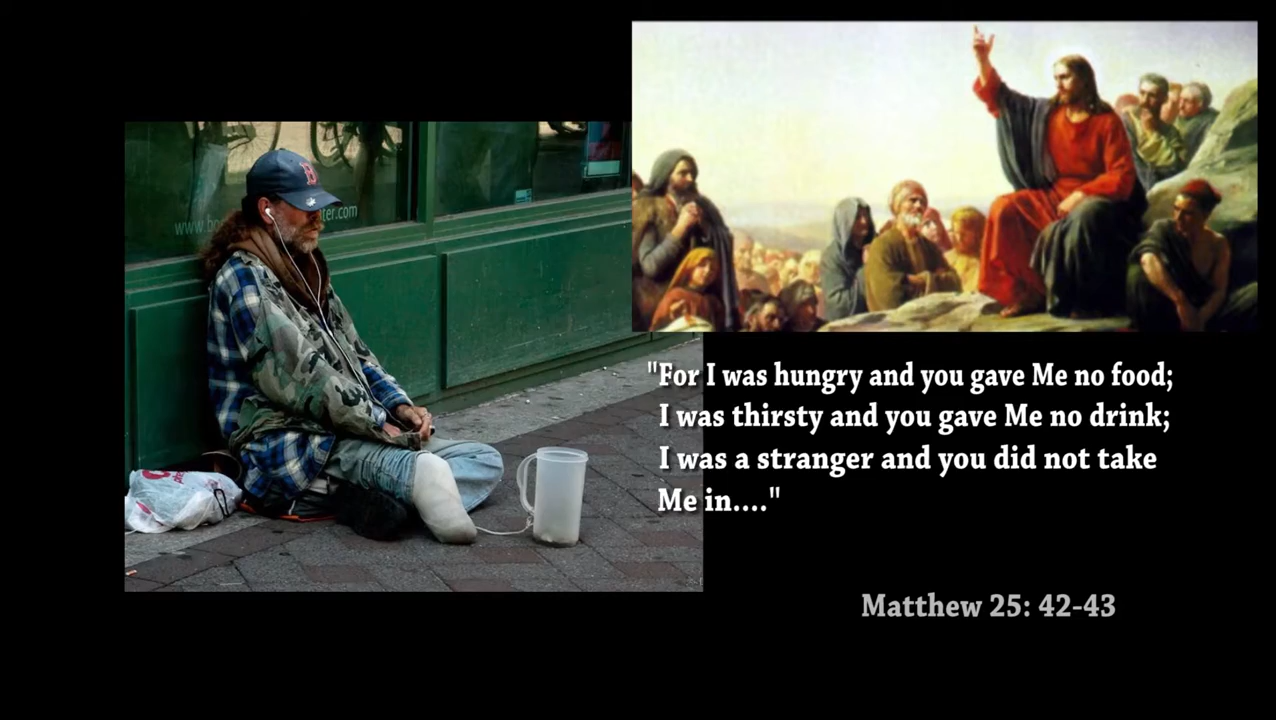 B
"For I was hungry and you gave Me no food;
I was thirsty and you gave Me no drink;
I was a stranger and you did not take
Me in...."
Matthew 25: 42-43